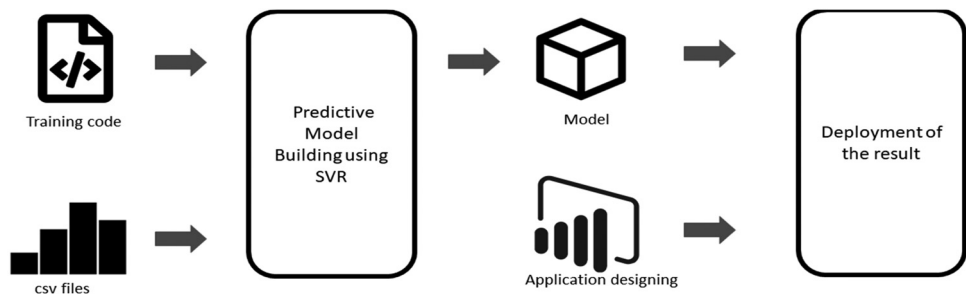 Training code
csv files
Predictive
Model
Building using
SVR
Model
Application designing
Deployment of
the result